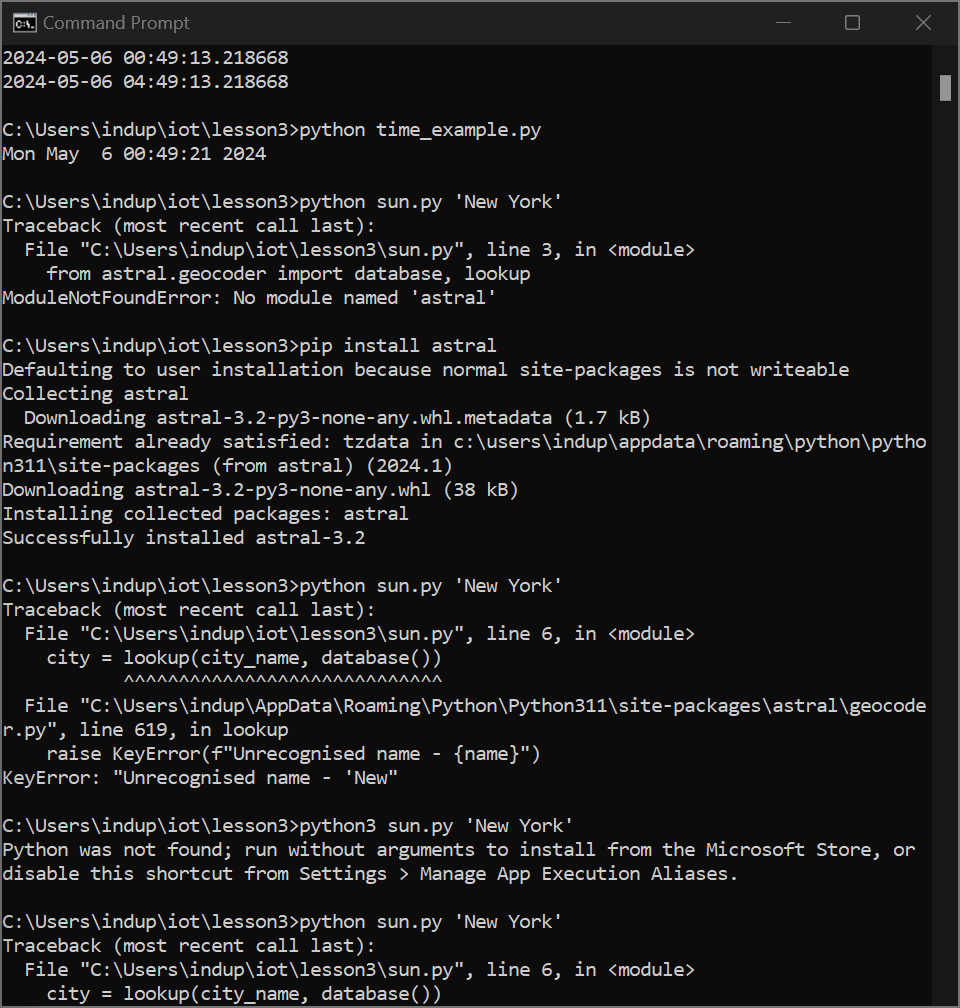 Command Prompt
2024-05-06 00:49:13.218668
2024-05-06 04:49:13.218668
C:\Users\indup\iot\lesson3>python time_example.py
Mon May  6 00:49:21 2024
C:\Users\indup\iot\lesson3>python sun.py 'New York'
Traceback (most recent call last):
  File "C:\Users\indup\iot\lesson3\sun.py", line 3, in <module>
    from astral.geocoder import database, lookup
ModuleNotFoundError: No module named 'astral'
C:\Users\indup\iot\lesson3>pip install astral
Defaulting to user installation because normal site-packages is not writeable
Collecting astral
  Downloading astral-3.2-py3-none-any.whl.metadata (1.7 kB)
Requirement already satisfied: tzdata in c:\users\indup\appdata\roaming\python\pytho
n311\site-packages (from astral) (2024.1)
Downloading astral-3.2-py3-none-any.whl (38 kB)
Installing collected packages: astral
Successfully installed astral-3.2
C:\Users\indup\iot\lesson3>python sun.py 'New York'
Traceback (most recent call last):
  File "C:\Users\indup\iot\lesson3\sun.py", line 6, in <module>
    city = lookup(city_name, database())
           ^^^^^^^^^^^^^^^^^^^^^^^^^^^^^
  File "C:\Users\indup\AppData\Roaming\Python\Python311\site-packages\astral\geocode
r.py", line 619, in lookup
    raise KeyError(f"Unrecognised name - {name}")
KeyError: "Unrecognised name - 'New"
C:\Users\indup\iot\lesson3>python3 sun.py 'New York'
Python was not found; run without arguments to install from the Microsoft Store, or
disable this shortcut from Settings > Manage App Execution Aliases.
C:\Users\indup\iot\lesson3>python sun.py 'New York'
Traceback (most recent call last):
  File "C:\Users\indup\iot\lesson3\sun.py", line 6, in <module>
    city = lookup(city_name, database())